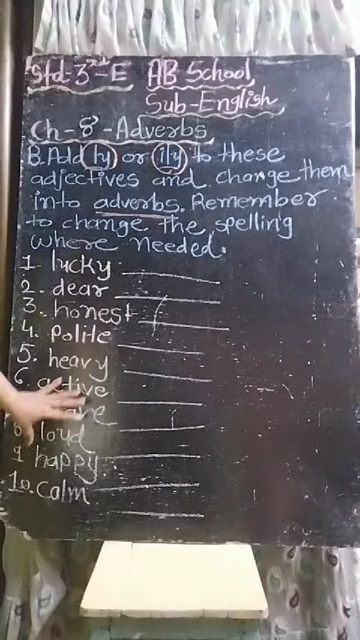 Std-3rd-E AB School
Sub-English
Ch-8-Adverbs
B. Add (ly) or (ily) to these
adjectives and change them
into adverbs. Remember
to change the spelling
where needed.
1. lucky
2. dear
3. honest
4. Polite
5. heavy
6. active
8. loud
9. happy
10. calm